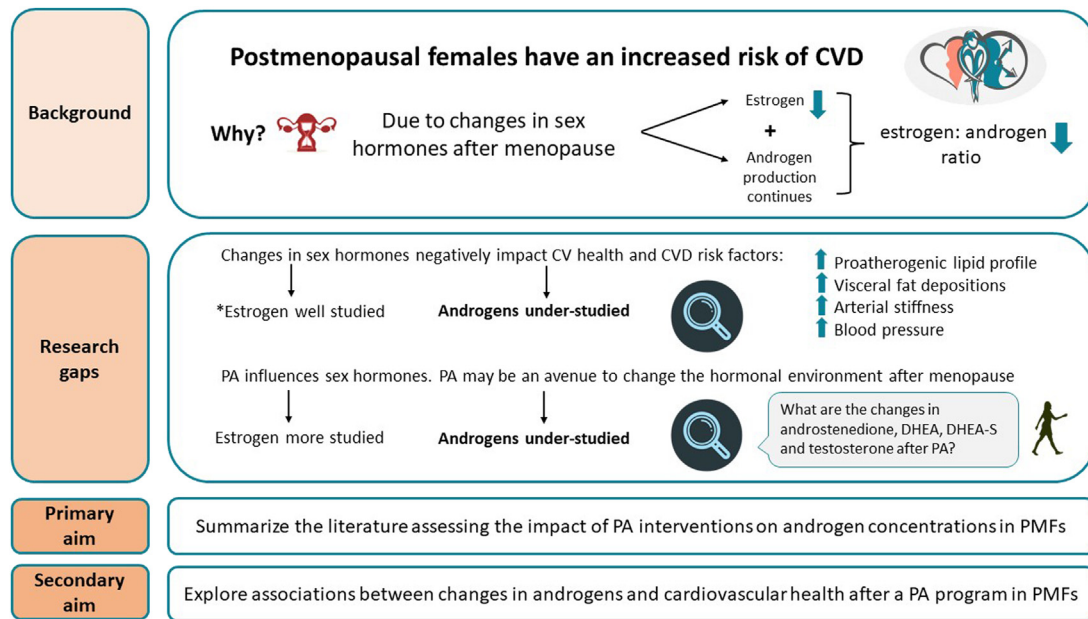 Background
Postmenopausal females have an increased risk of CVD
Why?
Due to changes in sex
hormones after menopause
Estrogen
+
Androgen
production
continues
estrogen: androgen
ratio
Research
gaps
Changes in sex hormones negatively impact CV health and CVD risk factors:
*Estrogen well studied
Androgens under-studied
Proatherogenic lipid profile
Visceral fat depositions
Arterial stiffness
Blood pressure
PA influences sex hormones. PA may be an avenue to change the hormonal environment after menopause
Estrogen more studied
Androgens under-studied
What are the changes in
androstenedione, DHEA, DHEA-S
and testosterone after PA?
Primary
aim
Summarize the literature assessing the impact of PA interventions on androgen concentrations in PMFs
Secondary
aim
Explore associations between changes in androgens and cardiovascular health after a PA program in PMFs